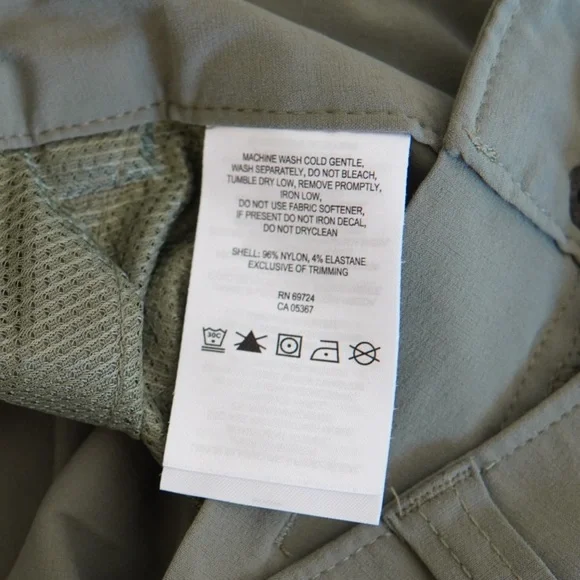 MACHINE WASH COLD GENTLE,
WASH SEPARATELY, DO NOT BLEACH,
TUMBLE DRY LOW, REMOVE PROMPTLY,
IRON LOW,
DO NOT USE FABRIC SOFTENER,
IF PRESENT DO NOT IRON DECAL,
DO NOT DRYCLEAN
SHELL: 96% NYLON, 4% ELASTANE
EXCLUSIVE OF TRIMMING
RN 69724
CA 05367
30C